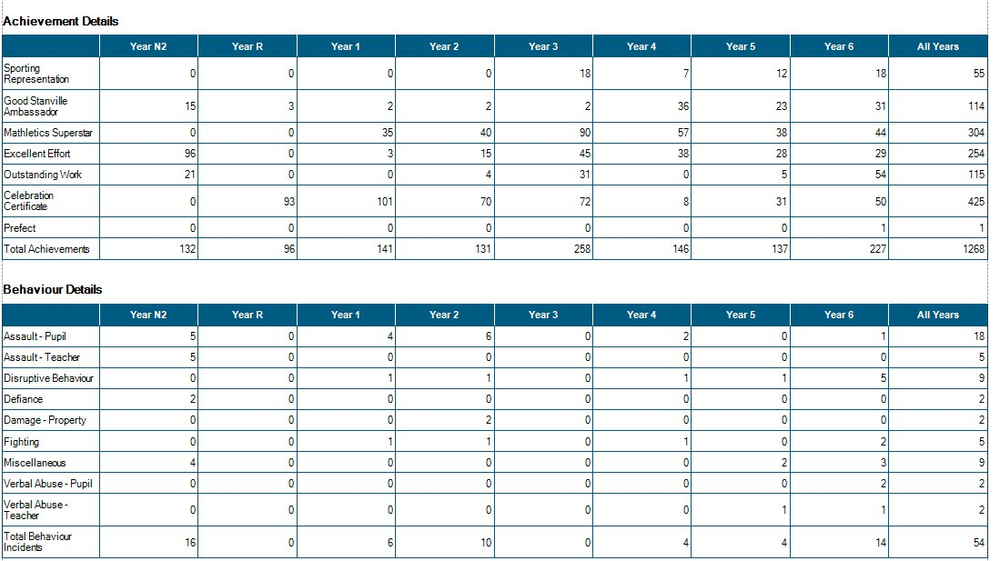 Achievement Details
Year N2 Year R Year 1 Year 2 Year 3 Year 4 Year 5 Year 6 All Years
Sporting
Representation 0 0 0 0 18 7 12 18 55
Good Stanville
Ambassador 15 3 2 2 2 36 23 31 114
Mathletics Superstar 0 0 35 40 90 57 38 44 304
Excellent Effort 96 0 3 15 45 38 28 29 254
Outstanding Work 21 0 0 4 31 0 5 54 115
Celebration
Certificate 0 93 101 70 72 8 31 50 425
Prefect 0 0 0 0 0 0 0 1 1
Total Achievements 132 96 141 131 258 146 137 227 1268
Behaviour Details
Year N2 Year R Year 1 Year 2 Year 3 Year 4 Year 5 Year 6 All Years
Assault - Pupil 5 0 4 6 0 2 0 1 18
Assault - Teacher 5 0 0 0 0 0 0 0 5
Disruptive Behaviour 0 0 1 1 0 1 1 5 9
Defiance 2 0 0 0 0 0 0 0 2
Damage - Property 0 0 0 2 0 0 0 0 2
Fighting 0 0 1 1 0 1 0 2 5
Miscellaneous 4 0 0 0 0 0 2 3 9
Verbal Abuse - Pupil 0 0 0 0 0 0 0 2 2
Verbal Abuse -
Teacher 0 0 0 0 0 0 1 1 2
Total Behaviour
Incidents 16 0 6 10 0 4 4 14 54